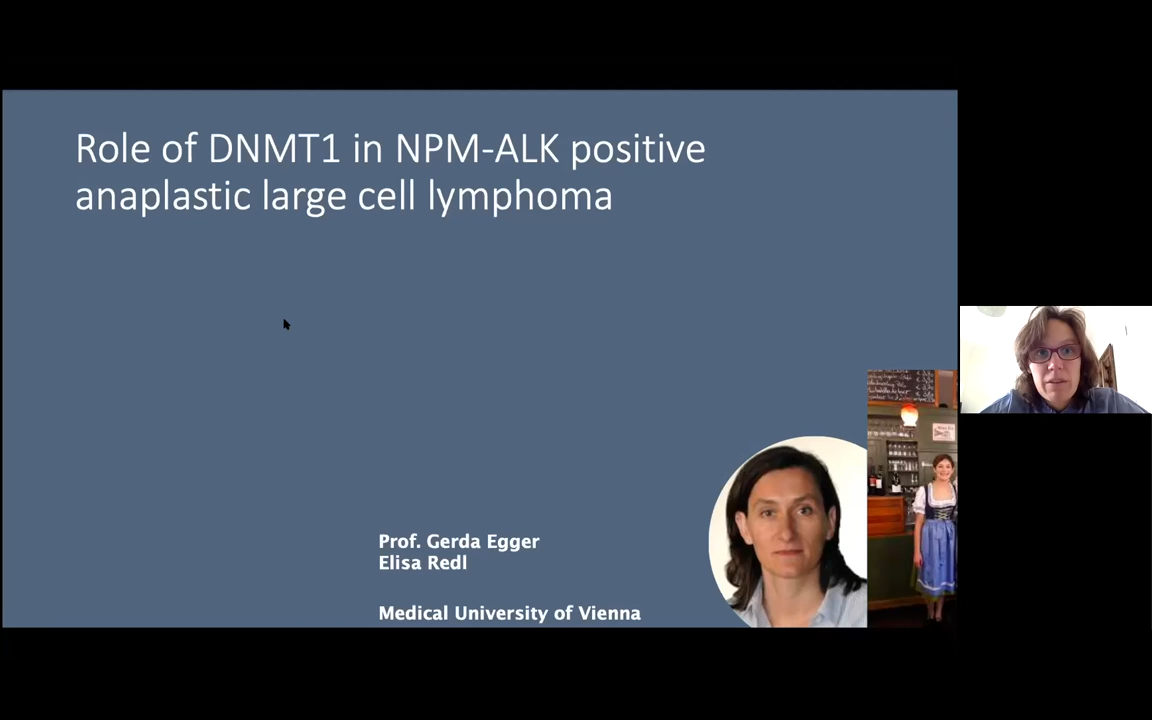 Role of DNMT1 in NPM-ALK positive
anaplastic large cell lymphoma
Prof. Gerda Egger
Elisa Redl
Medical University of Vienna